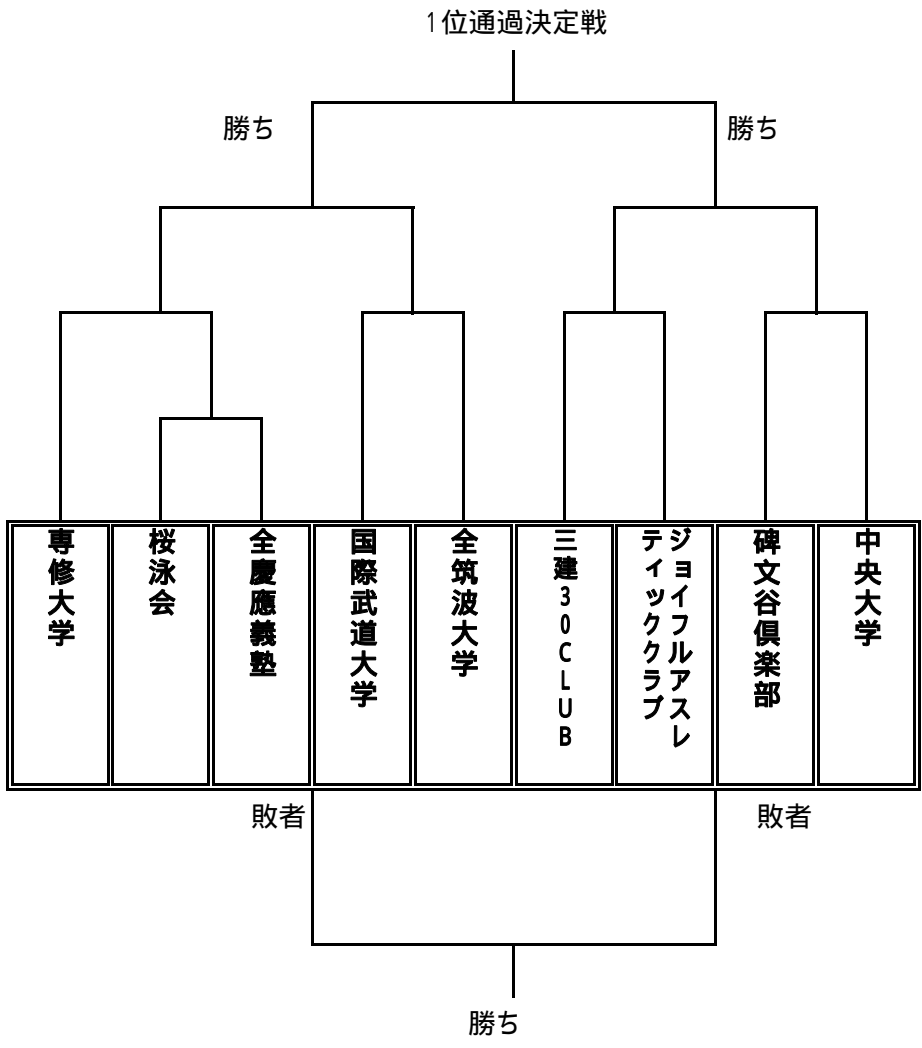 1位通過決定戦
勝ち
勝ち
専修大学
桜泳会
全慶應義塾
国際武道大学
全筑波大学
三建30CLUB
ジョイフルアスレ
ティッククラブ
碑文谷倶楽部
中央大学
敗者
敗者
勝ち